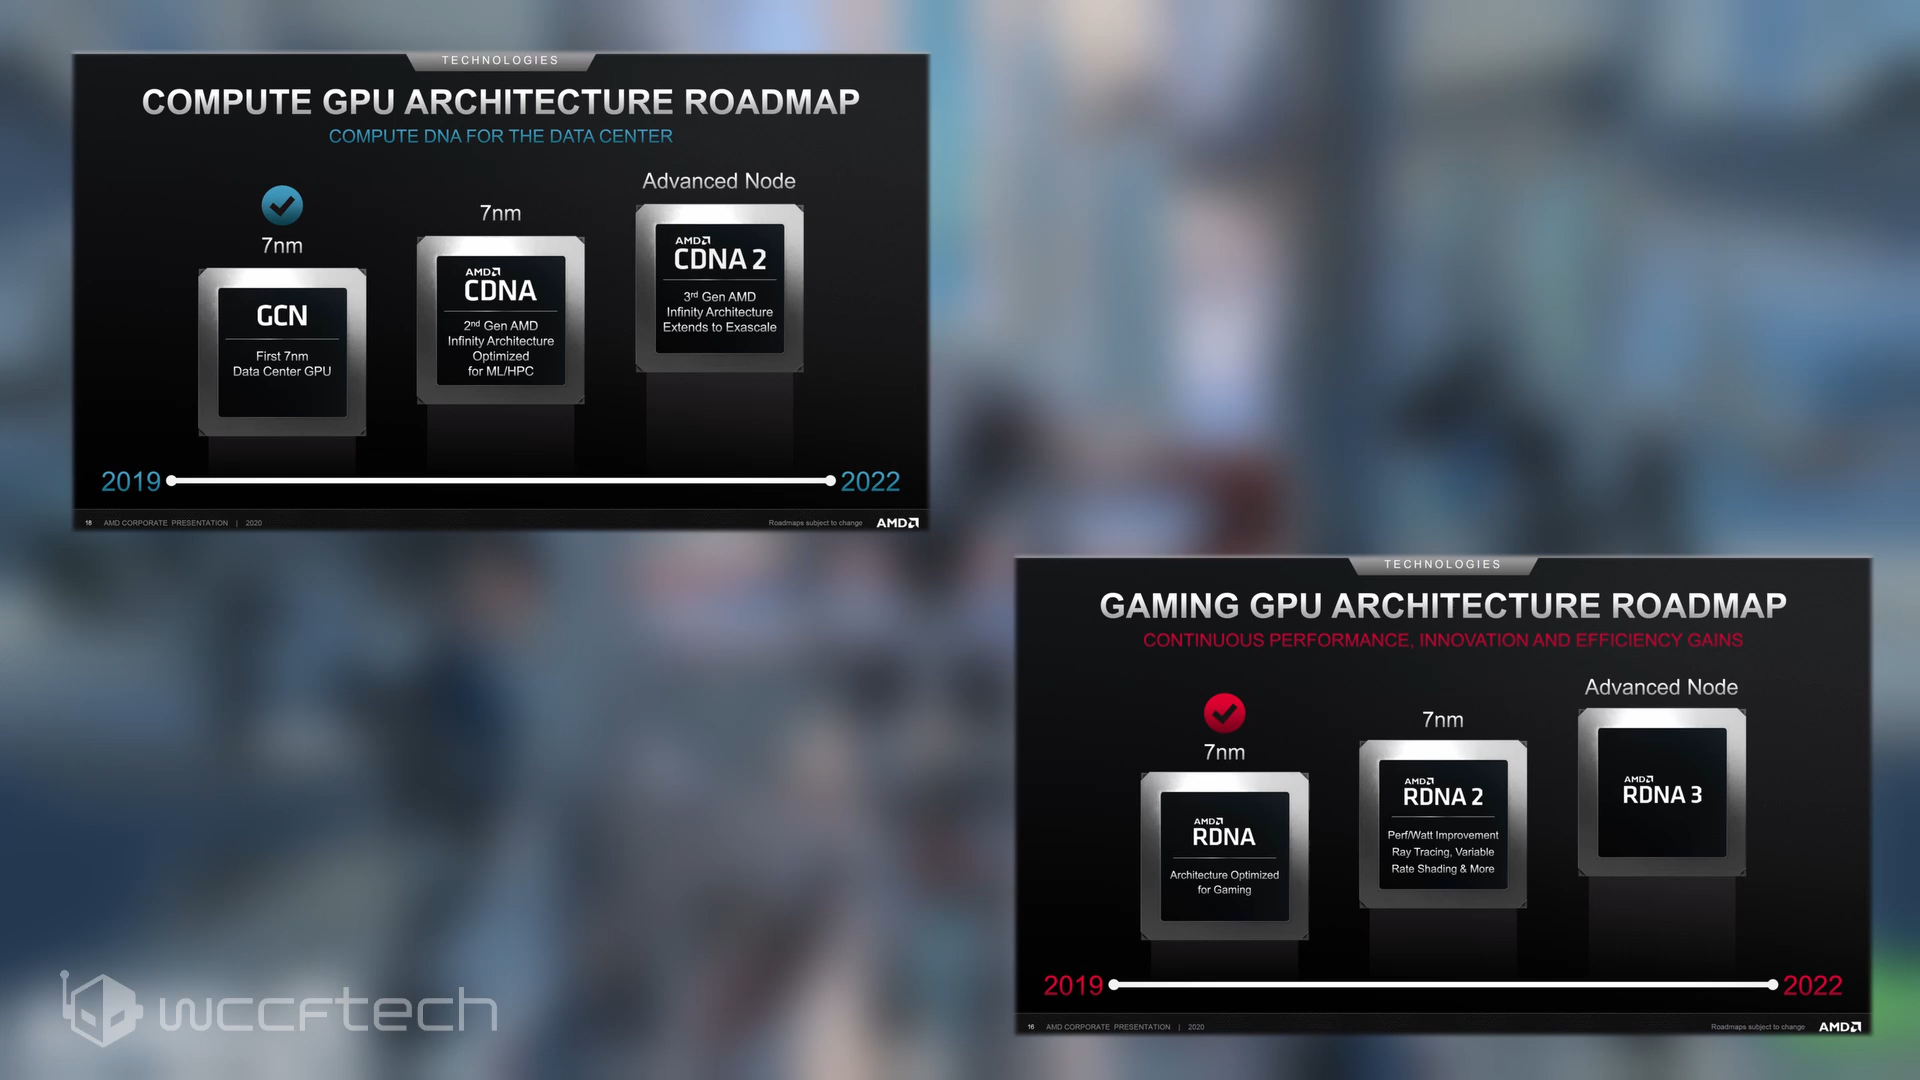 TECHNOLOGIES
COMPUTE GPU ARCHITECTURE ROADMAP
COMPUTE DNA FOR THE DATA CENTER
7nm
GCN
First 7nm
Data Center GPU
7nm
AMD
CDNA
2nd Gen AMD
Infinity Architecture
Optimized
for ML/HPC
Advanced Node
AMD
CDNA 2
3rd Gen AMD
Infinity Architecture
Extends to Exascale
2019
2022
18 AMD CORPORATE PRESENTATION | 2020
Roadmaps subject to change AMD
TECHNOLOGIES
GAMING GPU ARCHITECTURE ROADMAP
CONTINUOUS PERFORMANCE, INNOVATION AND EFFICIENCY GAINS
7nm
AMD
RDNA
Architecture Optimized
for Gaming
7nm
AMD
RDNA 2
Perf/Watt Improvement
Ray Tracing, Variable
Rate Shading & More
Advanced Node
AMD
RDNA 3
2019
2022
16 AMD CORPORATE PRESENTATION | 2020
Roadmaps subject to change AMD
wccftech